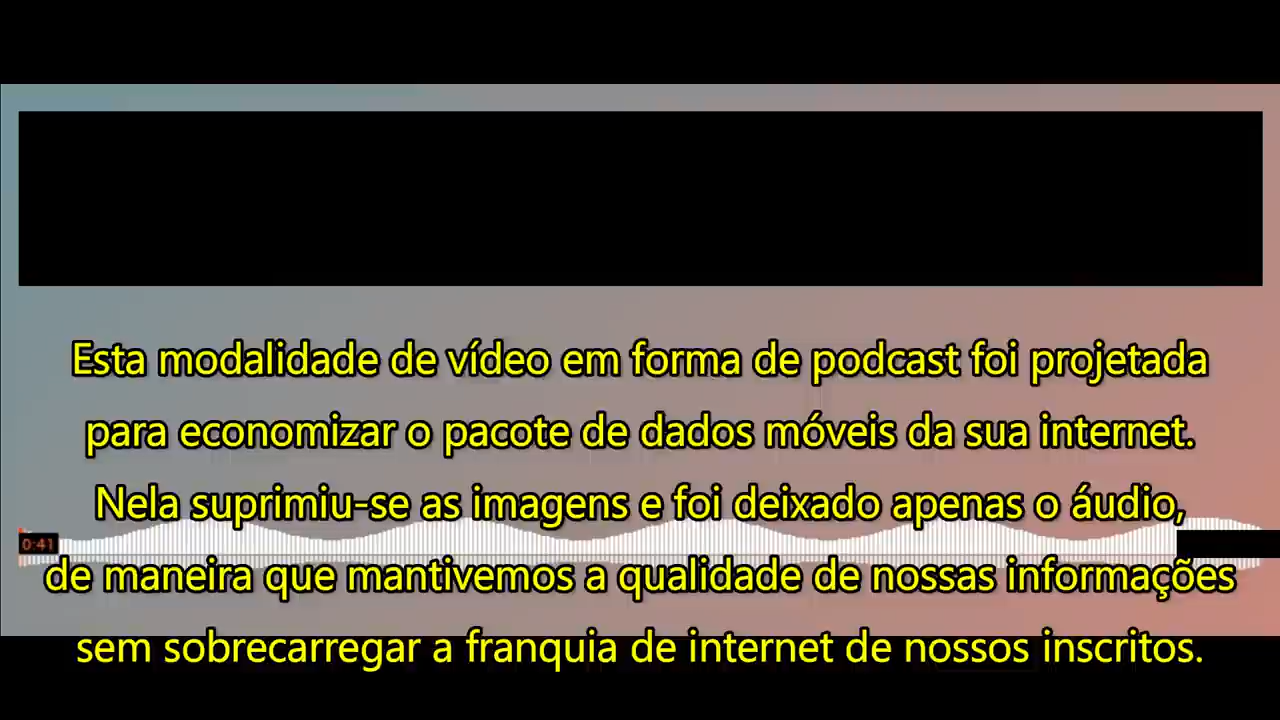 Esta modalidade de vídeo em forma de podcast foi projetada
para economizar o pacote de dados móveis da sua internet.
Nela suprimiu-se as imagens e foi deixado apenas o áudio,
0:41
de maneira que mantivemos a qualidade de nossas informações
sem sobrecarregar a franquia de internet de nossos inscritos.